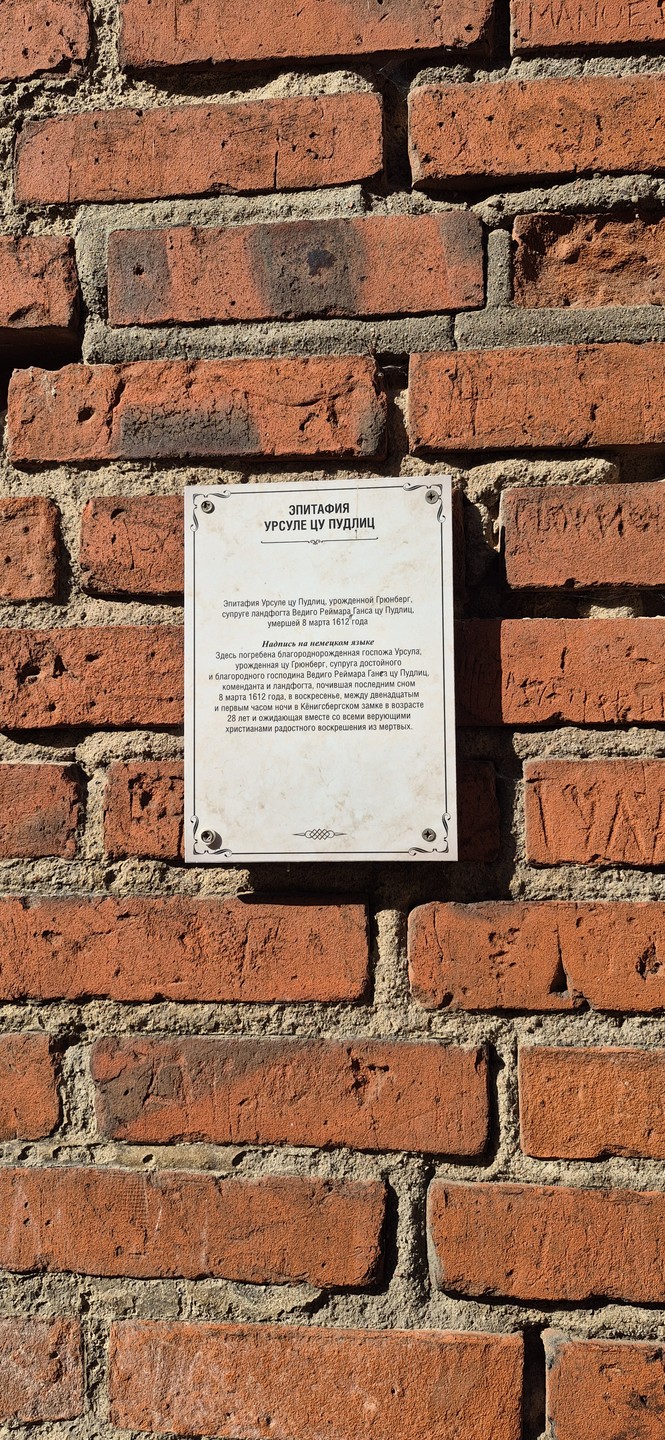 MANUE
ЭПИТАФИЯ
УРСУЛЕ ЦУ ПУДЛИЦ
Эпитафия Урсуле цу Пудлиц, урожденной Грюнберг,
супруге ландфогта Ведиго Реймара Ганса цу Пудлиц,
умершей 8 марта 1612 года
Надпись на немецком языке
Здесь погребена благороднорожденная госпожа Урсула,
урожденная цу Грюнберг, супруга достойного
и благородного господина Ведиго Реймара Ганса цу Пудлиц,
коменданта и ландфогта, почившая последним сном
8 марта 1612 года, в воскресенье, между двенадцатым
и первым часом ночи в Кёнигсбергском замке в возрасте
28 лет и ожидающая вместе со всеми верующими
христианами радостного воскрешения из мертвых.